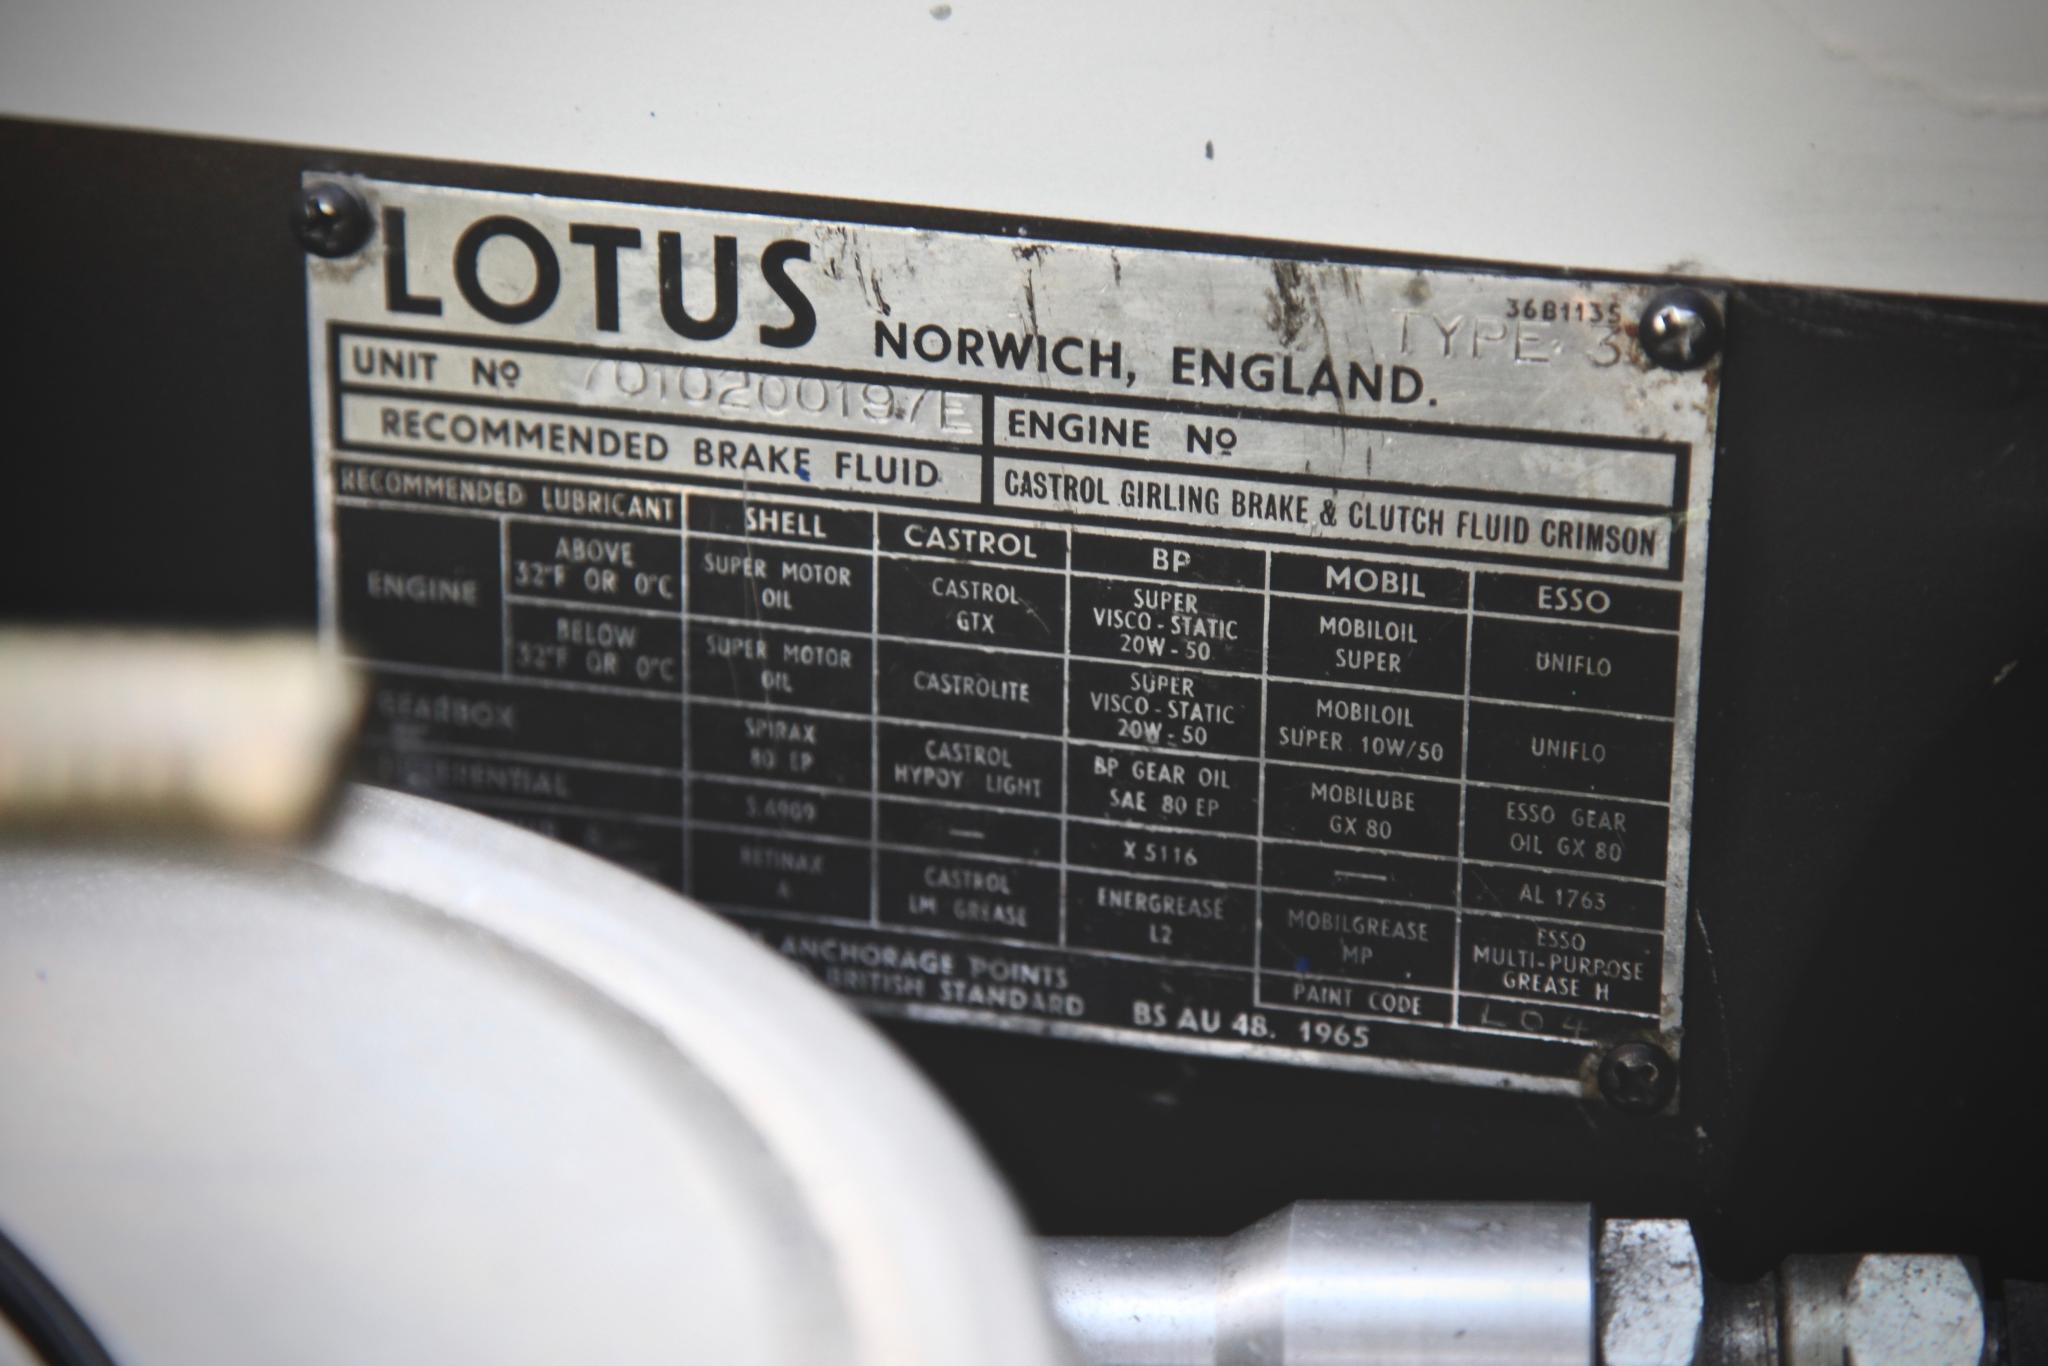 LOTUS NORWICH, ENGLAND.
36B1135
TYPE 3
UNIT Nº 7010200197E
ENGINE Nº
RECOMMENDED BRAKE FLUID
CASTROL GIRLING BRAKE & CLUTCH FLUID CRIMSON
RECOMMENDED LUBRICANT SHELL CASTROL BP MOBIL ESSO
ENGINE
ABOVE
32°F OR 0°C
SUPER MOTOR
OIL
CASTROL
GTX
SUPER
VISCO-STATIC
20W-50
MOBILOIL
SUPER
UNIFLO
BELOW
32°F OR 0°C
SUPER MOTOR
OIL
CASTROLITE
SUPER
VISCO-STATIC
20W-50
MOBILOIL
SUPER 10W/50
UNIFLO
GEARBOX
SPIRAX
80 EP
CASTROL
HYPOY LIGHT
BP GEAR OIL
SAE 80 EP
MOBILUBE
GX 80
ESSO GEAR
OIL GX 80
S.6909
—
X 5116
—
AL 1763
RETINAX
A
CASTROL
LM GREASE
ENERGREASE
L2
MOBILGREASE
MP
ESSO
MULTI-PURPOSE
GREASE H
ANCHORAGE POINTS
BRITISH STANDARD BS AU 48. 1965
PAINT CODE L04